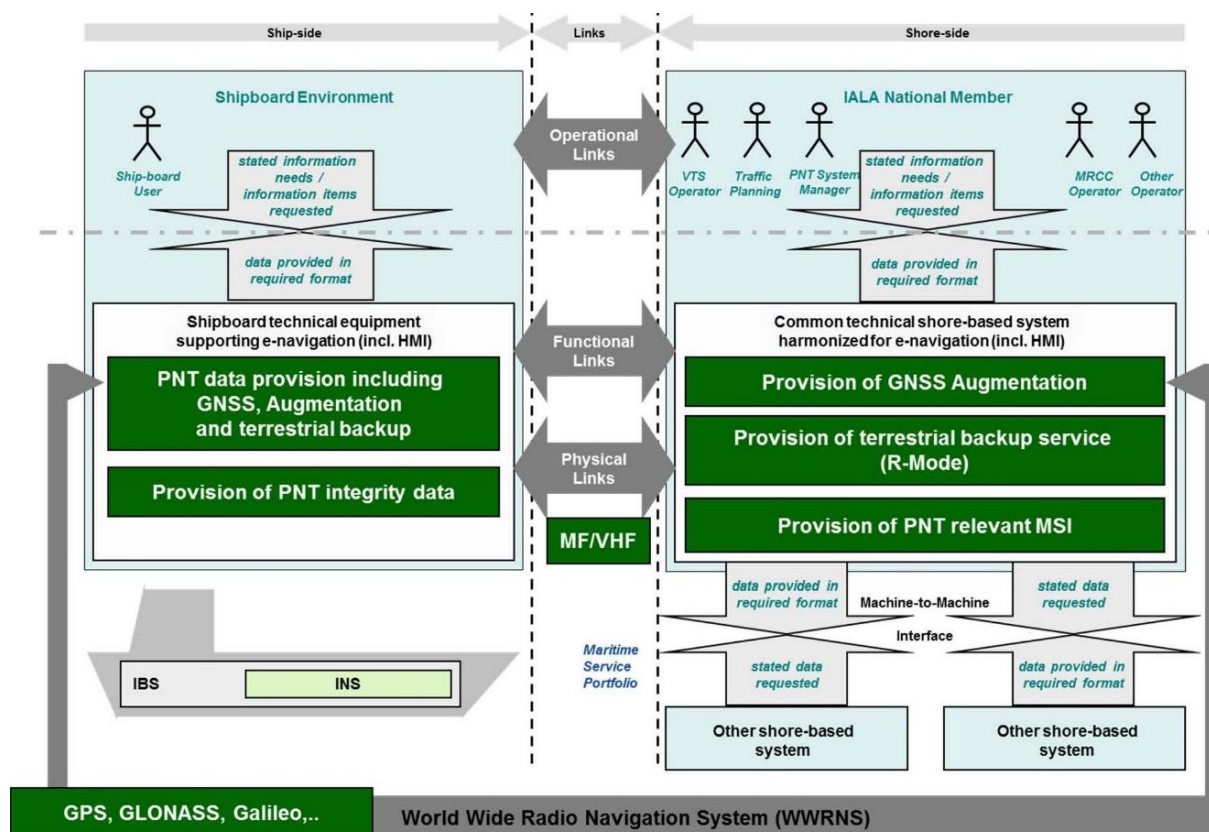 Ship-side
Links
Shore-side
Shipboard Environment
IALA National Member
Ship-board
User
stated information
needs /
information items
requested
Operational
Links
VTS
Operator
Traffic
Planning
PNT System
Manager
stated information
needs /
information items
requested
MRCC
Operator
Other
Operator
data provided in
required format
data provided in
required format
Shipboard technical equipment
supporting e-navigation (incl. HMI)
Functional
Links
Common technical shore-based system
harmonized for e-navigation (incl. HMI)
PNT data provision including
GNSS, Augmentation
and terrestrial backup
Provision of GNSS Augmentation
Provision of terrestrial backup service
(R-Mode)
Physical
Links
Provision of PNT integrity data
Provision of PNT relevant MSI
MF/VHF
data provided in
required format
Machine-to-Machine
stated data
requested
Interface
Maritime
Service
Portfolio
stated data
requested
data provided in
required format
IBS
INS
Other shore-based
system
Other shore-based
system
GPS, GLONASS, Galileo,..
World Wide Radio Navigation System (WWRNS)